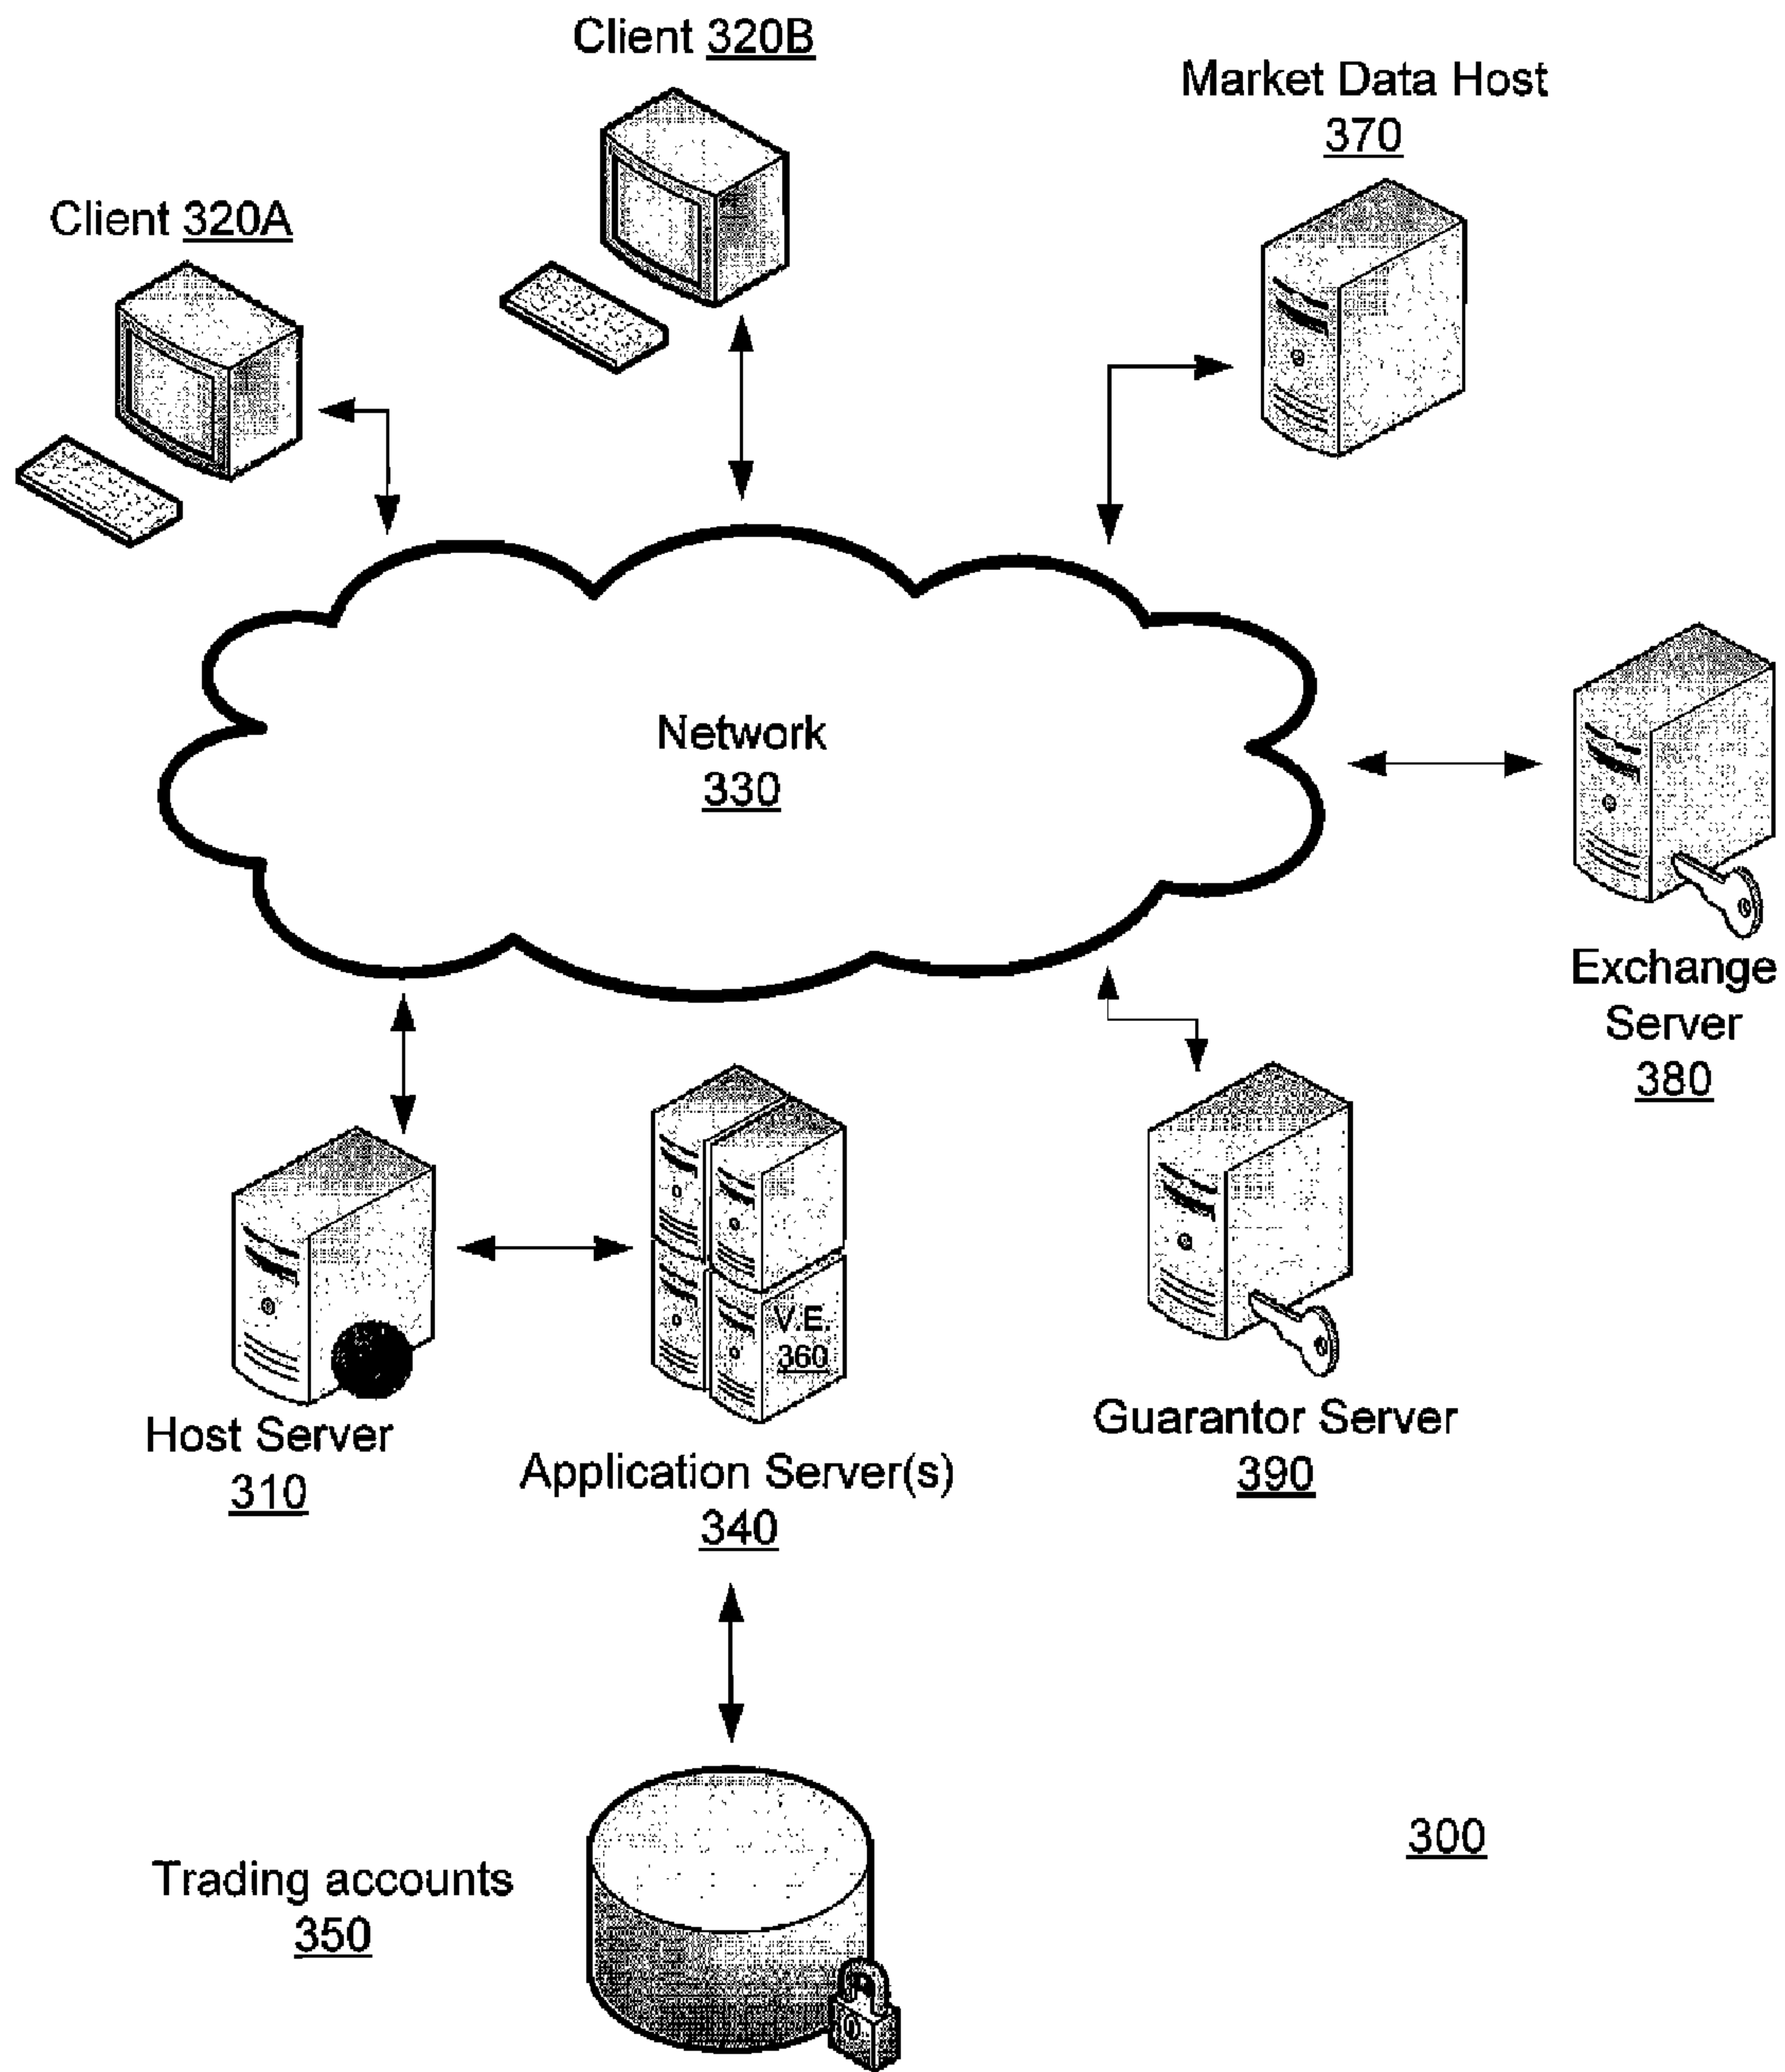 Client 320B
Market Data Host
370
Client 320A
Network
330
Exchange
Server
380
V.E.
360
Host Server
310
Application Server(s)
340
Guarantor Server
390
Trading accounts
350
300